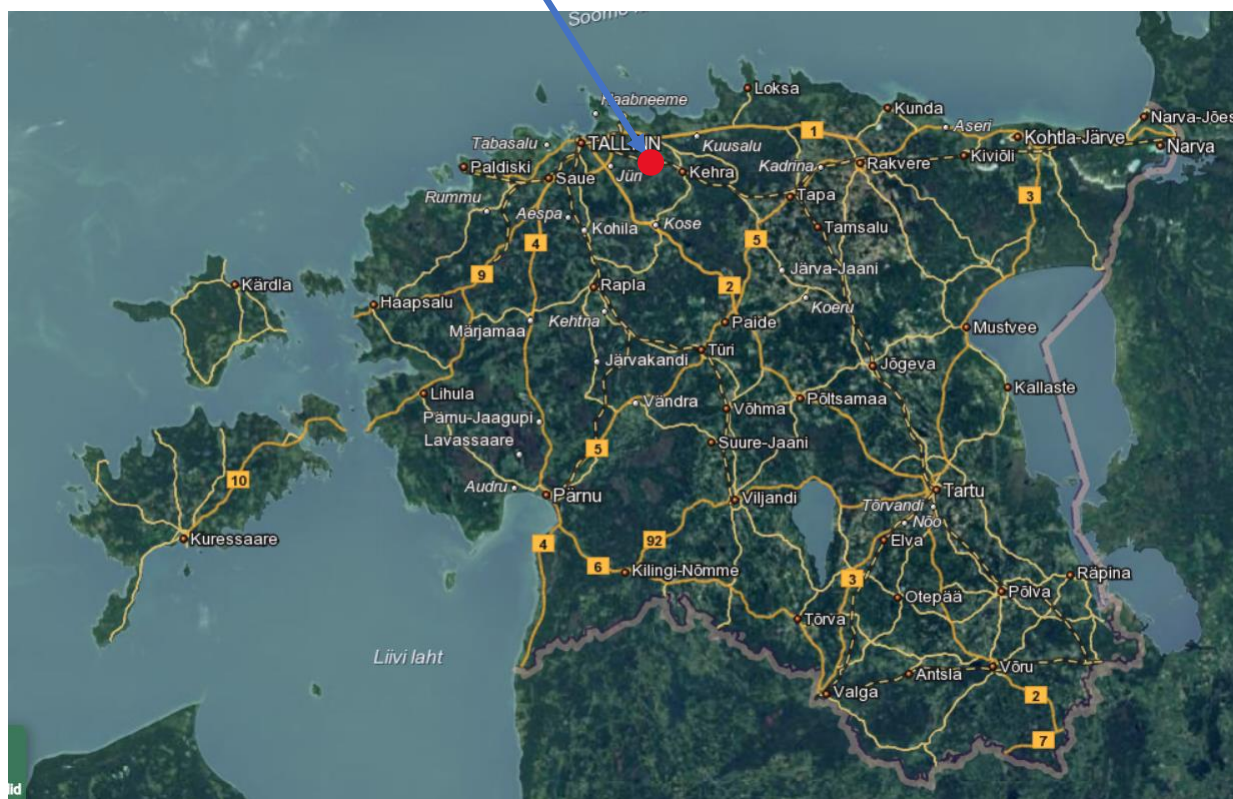 Soome
Loksa
Haabneeme
Kunda
Narva-Jões
Aseri
1
Kohtla-Järve
Tabasalu
TALLINN
Kuusalu
Narva
Kiviõli
Paldiski
Jüri
Kehra
Kadrina
Rakvere
Saue
Rummu
Tapa
3
Aespa
Kohila
Kose
Tamsalu
4
5
9
Järva-Jaani
Kärdla
Rapla
2
Haapsalu
Koeru
Märjamaa
Kehtna
Paide
Mustvee
Türi
Järvakandi
Jõgeva
Lihula
Kallaste
Vändra
Võhma
Põltsamaa
Pärnu-Jaagupi
Lavassaare
5
Suure-Jaani
10
Audru
Pärnu
Viljandi
Tartu
Tõrvandi
Nõo
Kuressaare
4
92
Elva
6
Kilingi-Nõmme
3
Räpina
Otepää
Põlva
Tõrva
Liivi laht
Antsla
Võru
Valga
2
7
lid